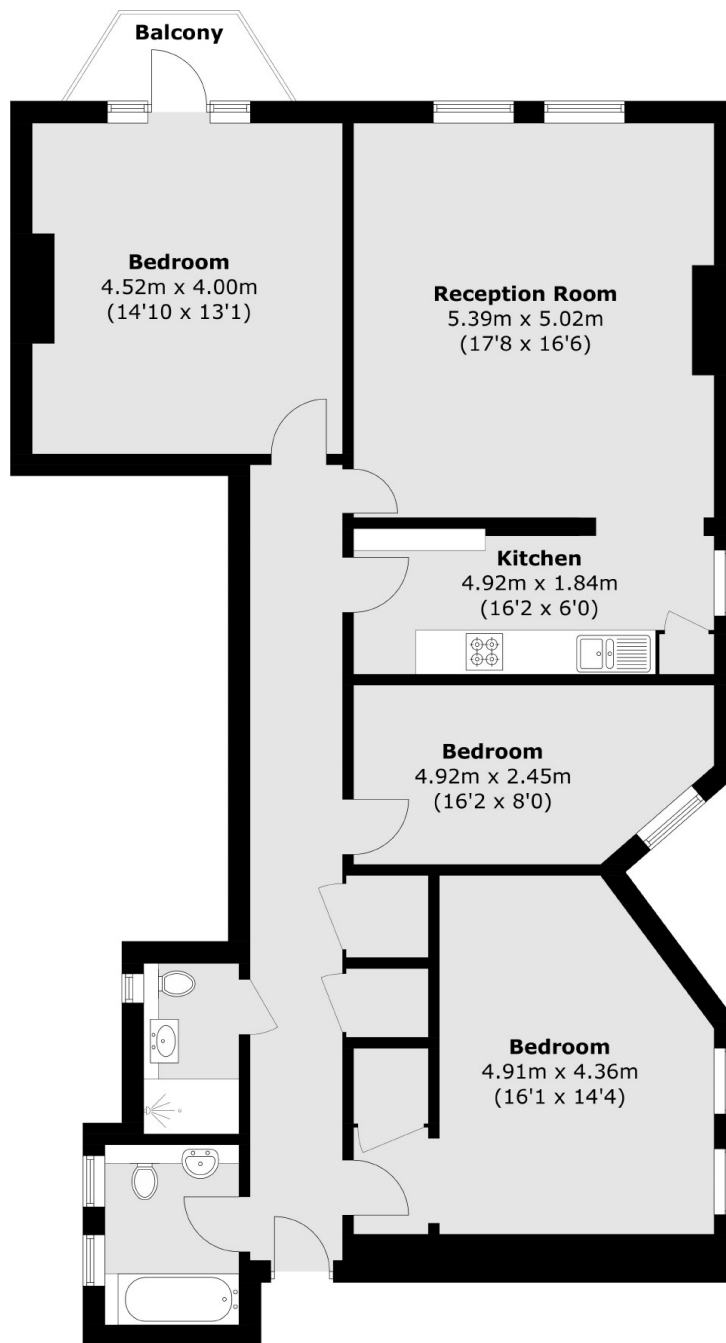 Balcony
Bedroom
4.52m x 4.00m
(14'10 x 13'1)
Reception Room
5.39m x 5.02m
(17'8 x 16'6)
Kitchen
4.92m x 1.84m
(16'2 x 6'0)
Bedroom
4.92m x 2.45m
(16'2 x 8'0)
Bedroom
4.91m x 4.36m
(16'1 x 14'4)